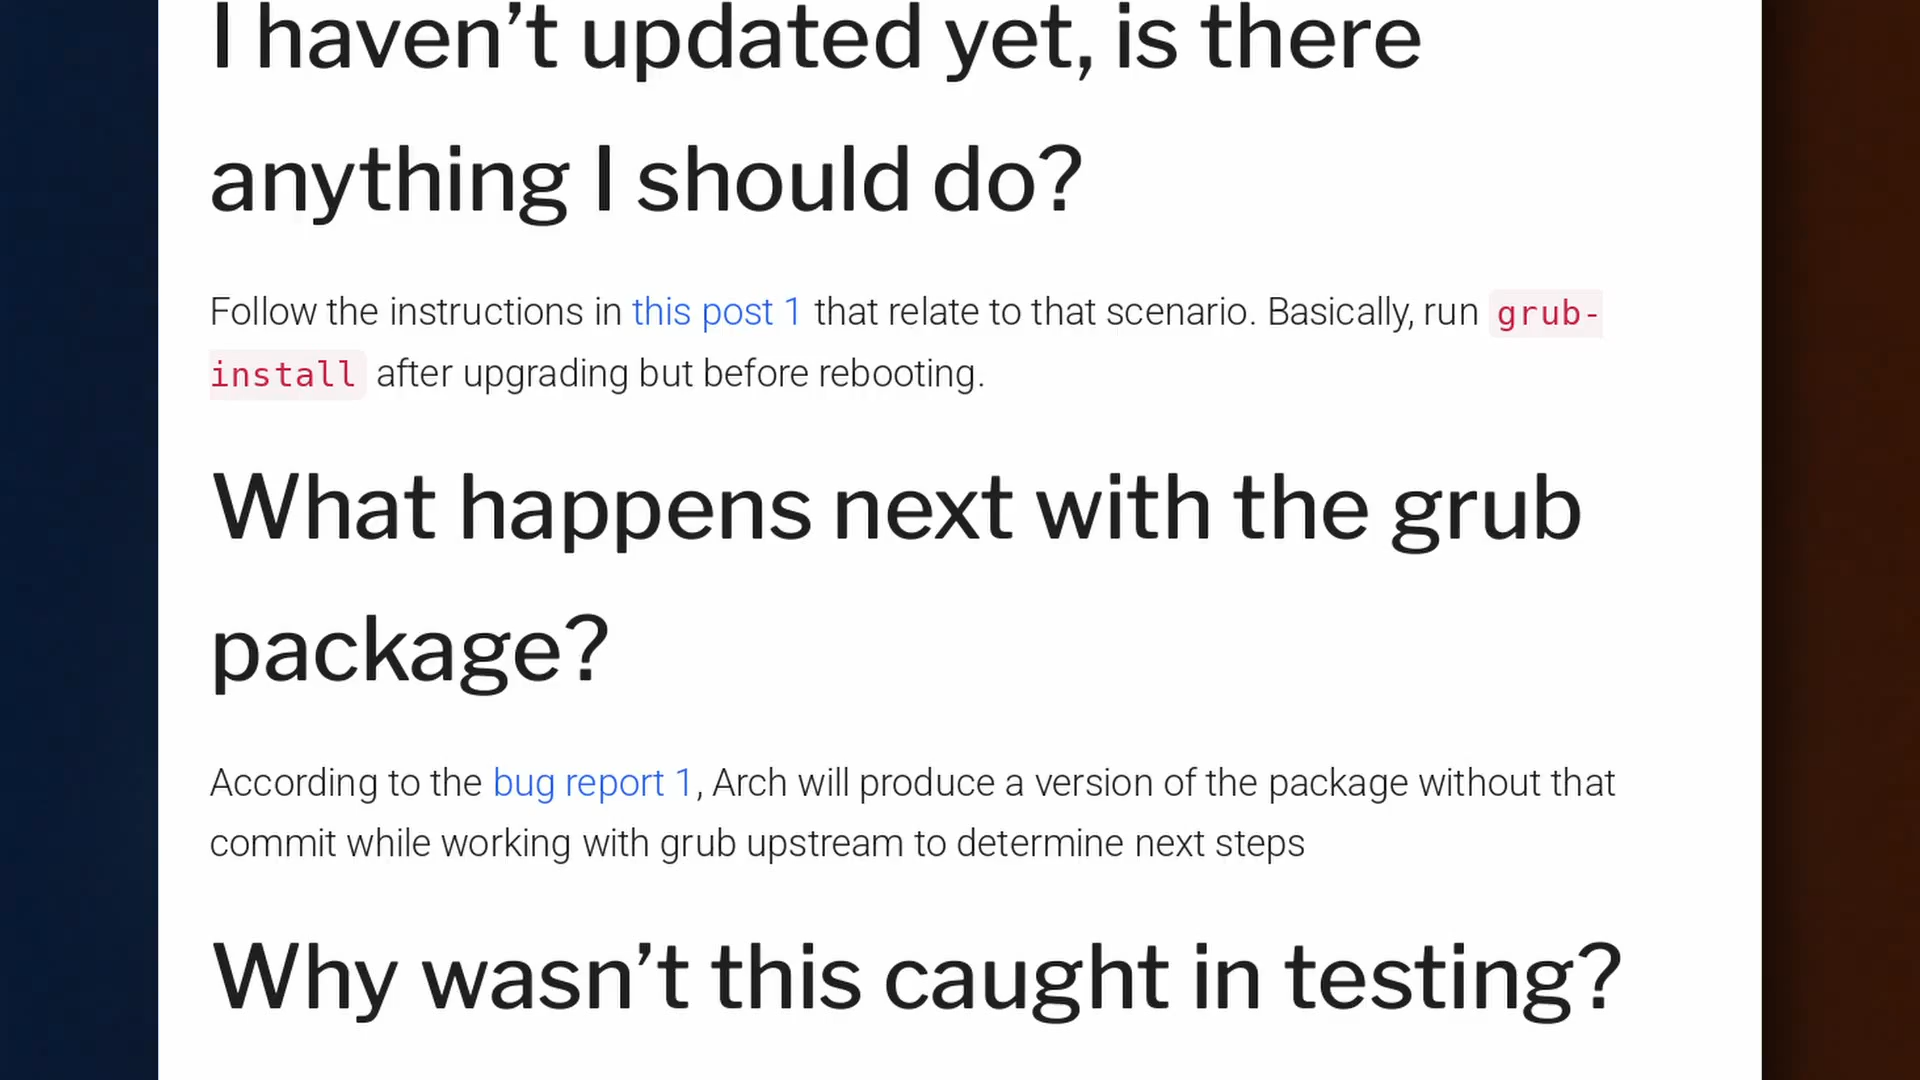 I haven’t updated yet, is there
anything I should do?
Follow the instructions in this post 1 that relate to that scenario. Basically, run grub-
install after upgrading but before rebooting.
What happens next with the grub
package?
According to the bug report 1, Arch will produce a version of the package without that
commit while working with grub upstream to determine next steps
Why wasn’t this caught in testing?